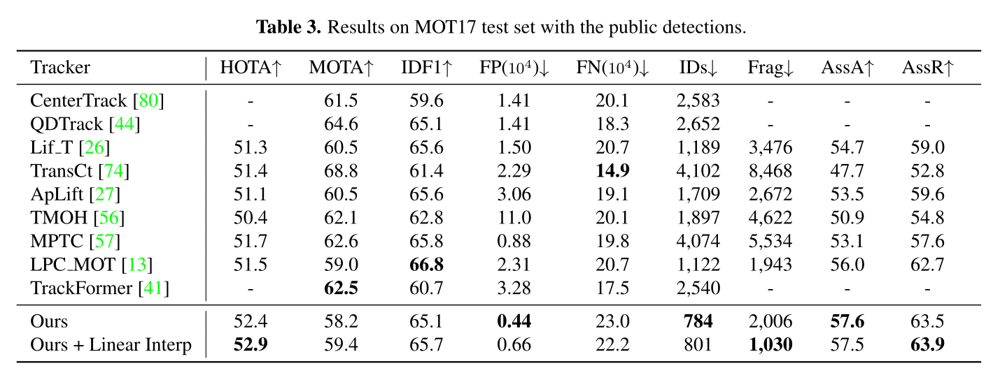 Table 3. Results on MOT17 test set with the public detections.
Tracker HOTA↑ MOTA↑ IDF1↑ FP(10⁴)↓ FN(10⁴)↓ IDs↓ Frag↓ AssA↑ AssR↑
CenterTrack [80] - 61.5 59.6 1.41 20.1 2,583 - - -
QDTrack [44] - 64.6 65.1 1.41 18.3 2,652 - - -
Lif_T [26] 51.3 60.5 65.6 1.50 20.7 1,189 3,476 54.7 59.0
TransCt [74] 51.4 68.8 61.4 2.29 14.9 4,102 8,468 47.7 52.8
ApLift [27] 51.1 60.5 65.6 3.06 19.1 1,709 2,672 53.5 59.6
TMOH [56] 50.4 62.1 62.8 11.0 20.1 1,897 4,622 50.9 54.8
MPTC [57] 51.7 62.6 65.8 0.88 19.8 4,074 5,534 53.1 57.6
LPC_MOT [13] 51.5 59.0 66.8 2.31 20.7 1,122 1,943 56.0 62.7
TrackFormer [41] - 62.5 60.7 3.28 17.5 2,540 - - -
Ours 52.4 58.2 65.1 0.44 23.0 784 2,006 57.6 63.5
Ours + Linear Interp 52.9 59.4 65.7 0.66 22.2 801 1,030 57.5 63.9